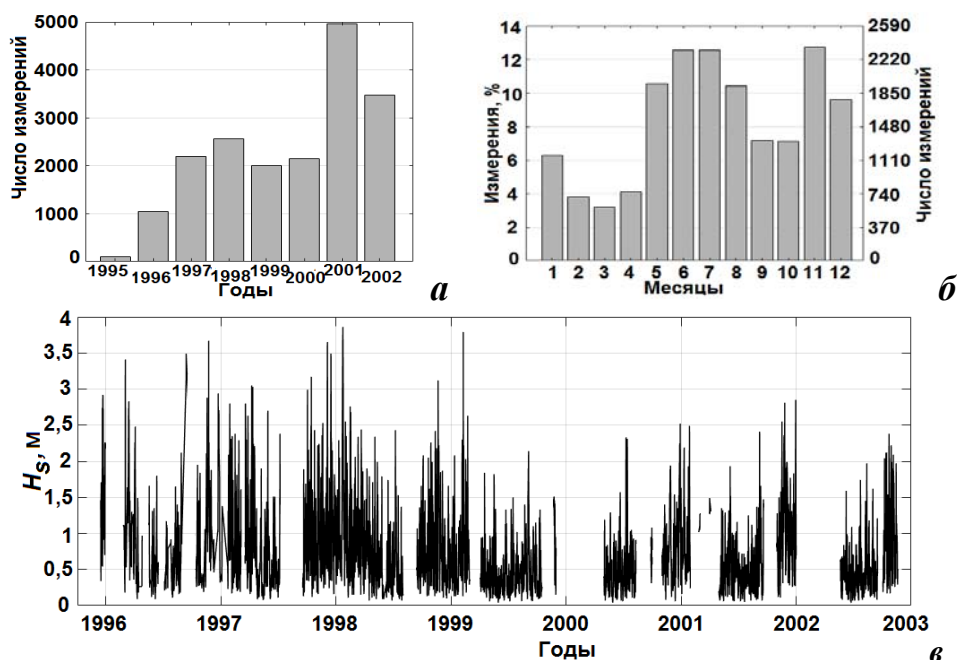 5000
4000
3000
2000
1000
0
Число измерений
1995 1996 1997 1998 1999 2000 2001 2002
Годы
а
14
12
10
8
6
4
2
0
Измерения, %
2590
2220
1850
1480
1110
740
370
0
Число измерений
1 2 3 4 5 6 7 8 9 10 11 12
Месяцы
б
4
3,5
3
2,5
2
1,5
1
0,5
0
Hs, м
1996 1997 1998 1999 2000 2001 2002 2003
Годы
в